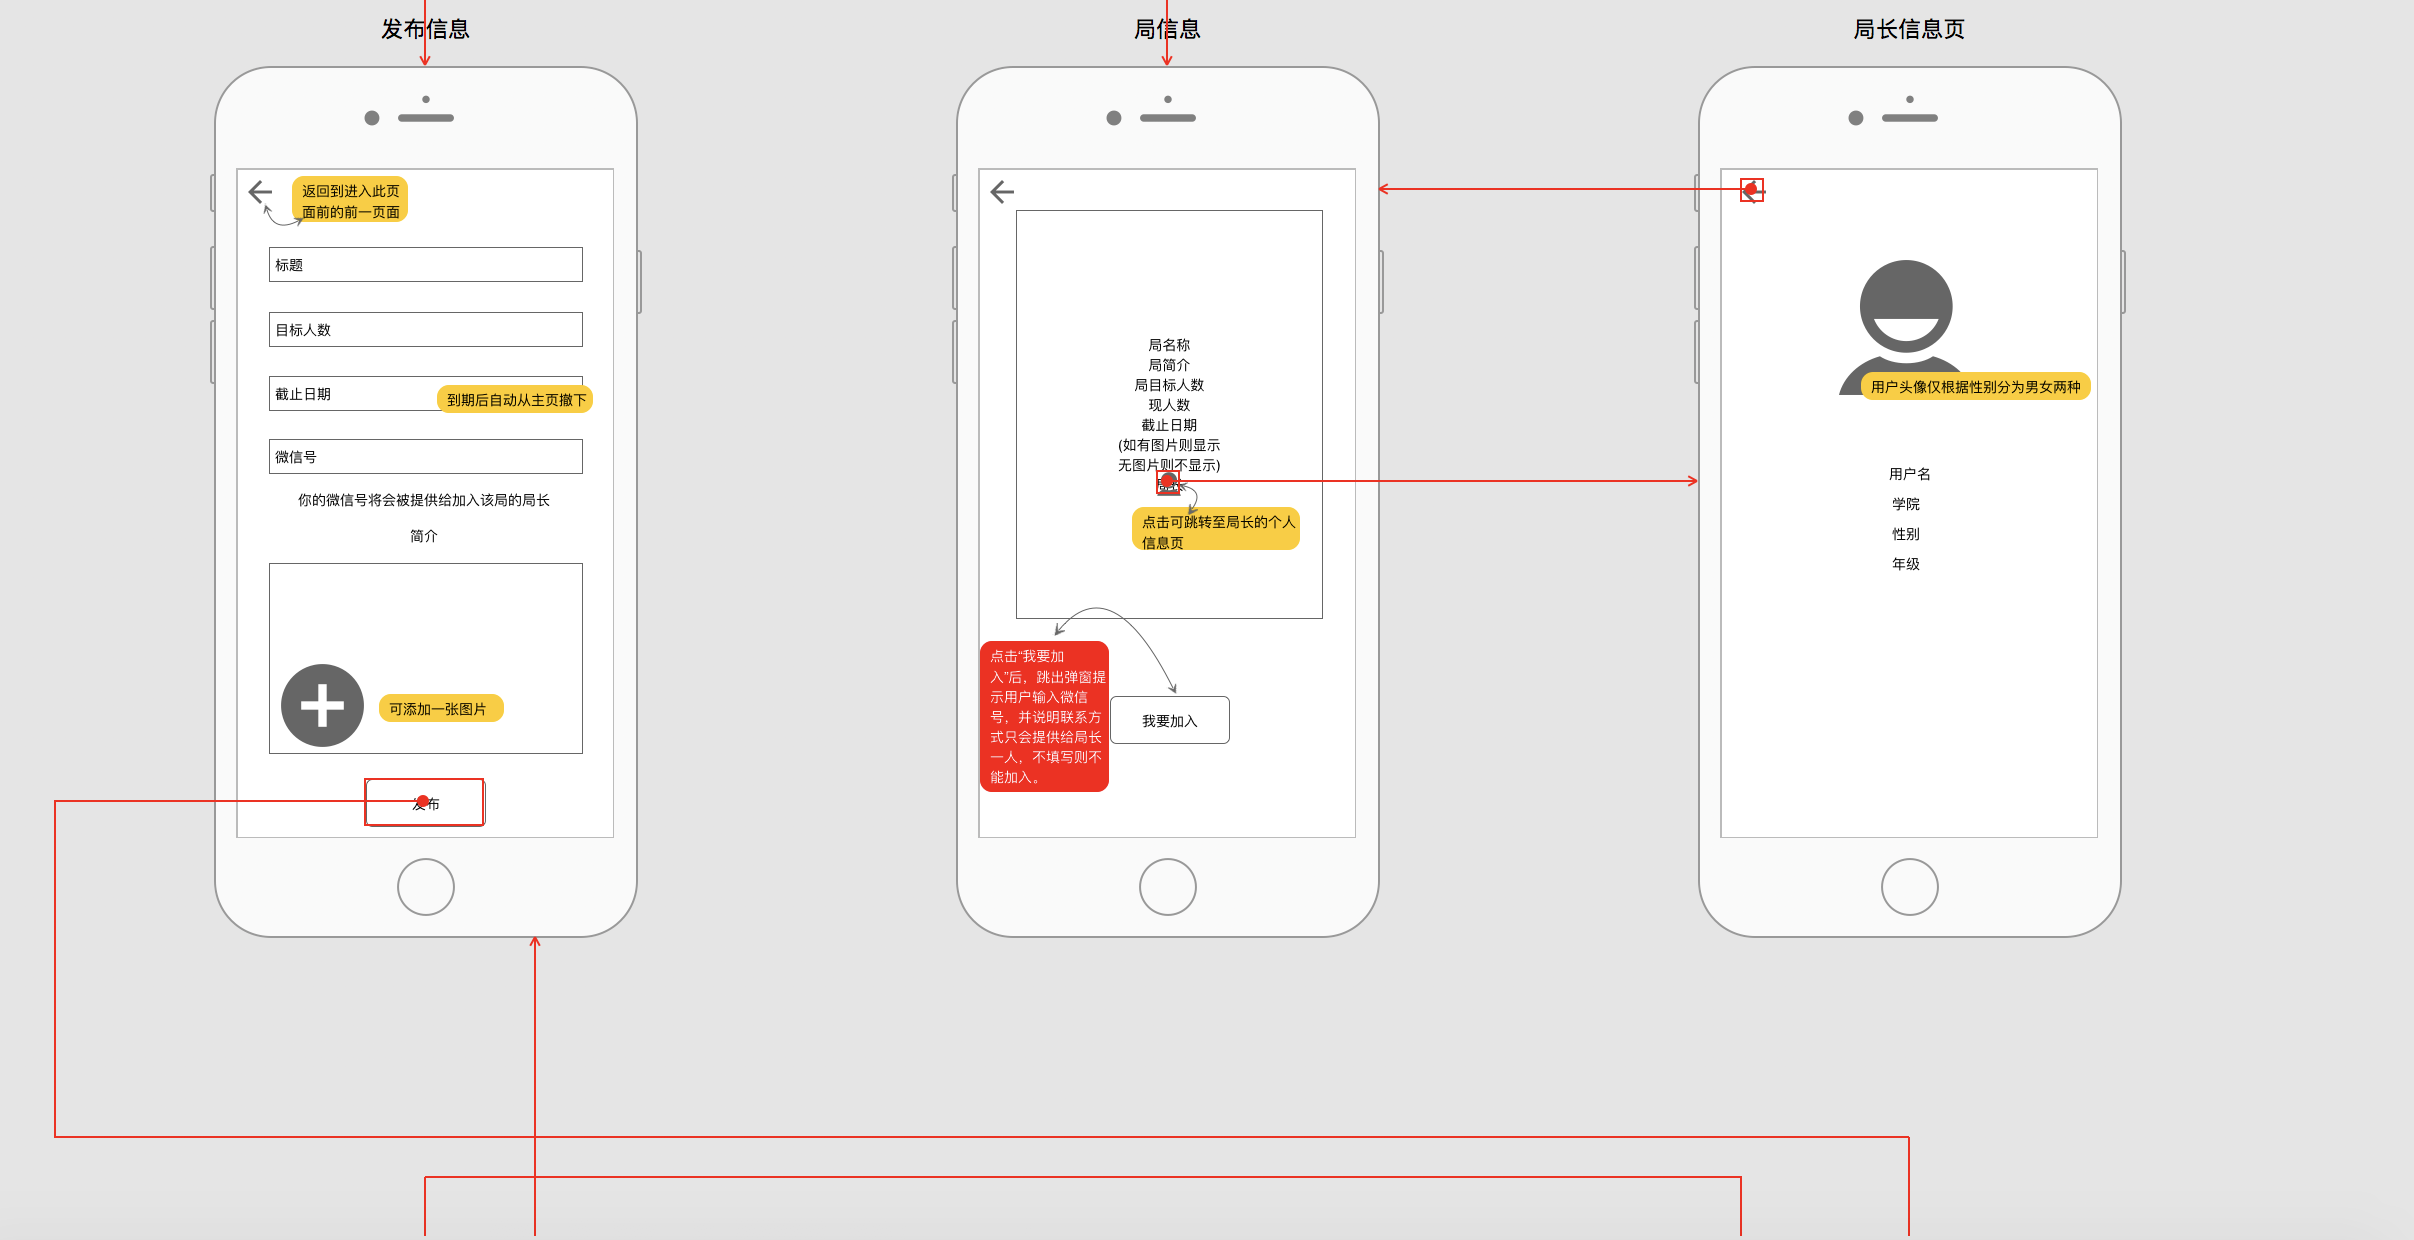 发布信息
返回到进入此页
面前的前一页面
标题
目标人数
截止日期
到期后自动从主页撤下
微信号
你的微信号将会被提供给加入该局的局长
简介
可添加一张图片
发布
局信息
局名称
局简介
局目标人数
现人数
截止日期
(如有图片则显示
无图片则不显示)
点击可跳转至局长的个人
信息页
点击“我要加
入”后，跳出弹窗提
示用户输入微信
号，并说明联系方
式只会提供给局长
一人，不填写则不
能加入。
我要加入
局长信息页
用户头像仅根据性别分为男女两种
用户名
学院
性别
年级